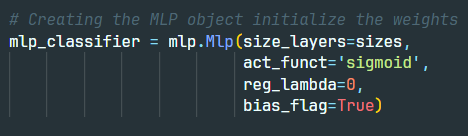 # Creating the MLP object initialize the weights
mlp_classifier = mlp.Mlp(size_layers=sizes,
act_funct='sigmoid',
reg_lambda=0,
bias_flag=True)